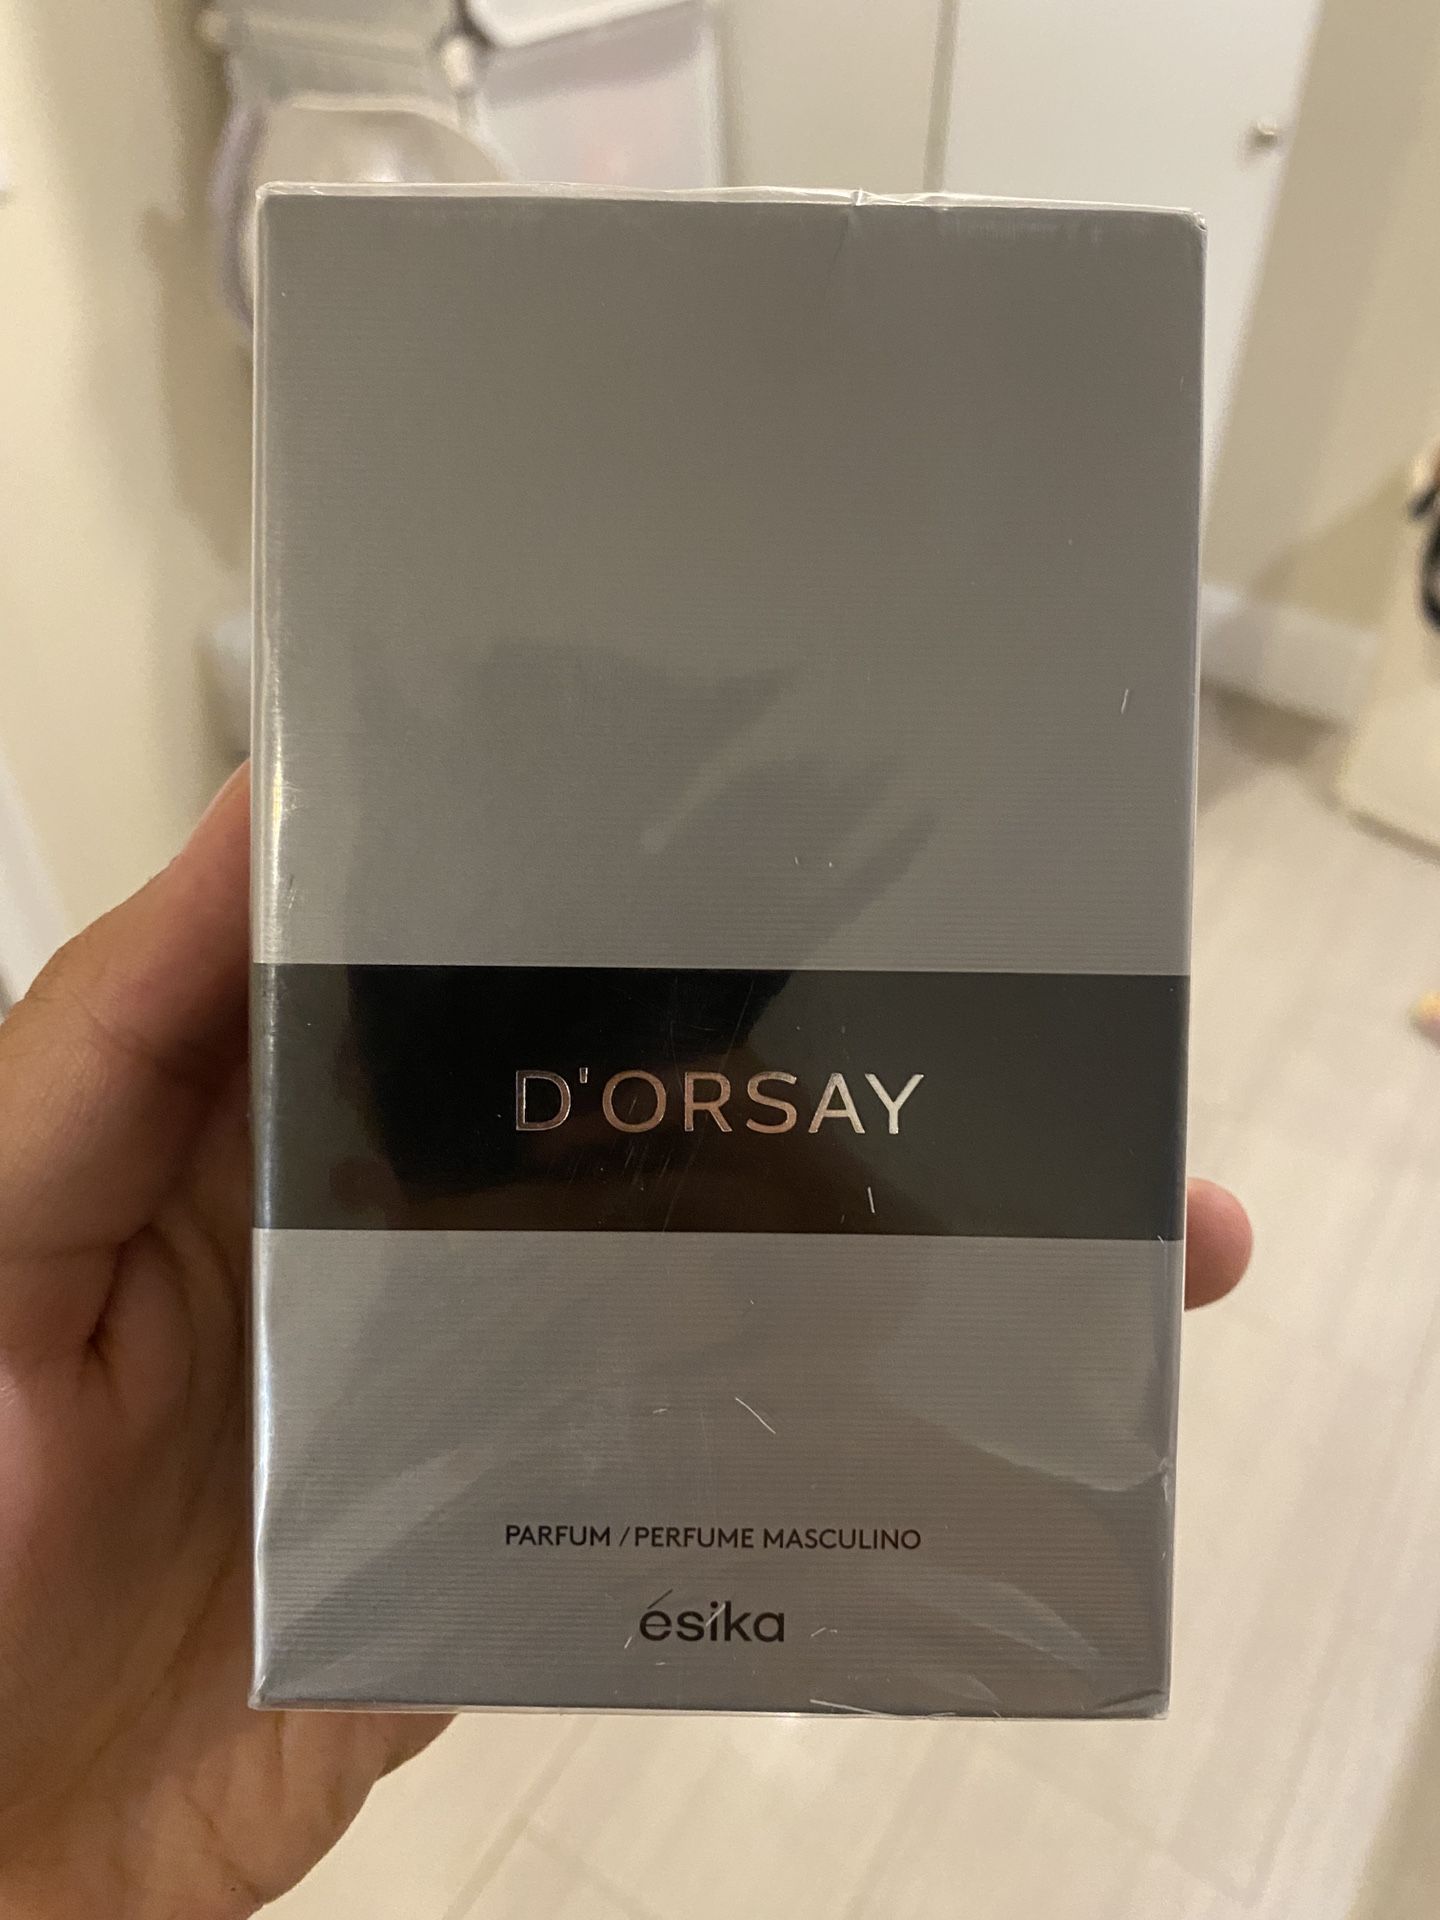 D'ORSAY
PARFUM / PERFUME MASCULINO
ésika